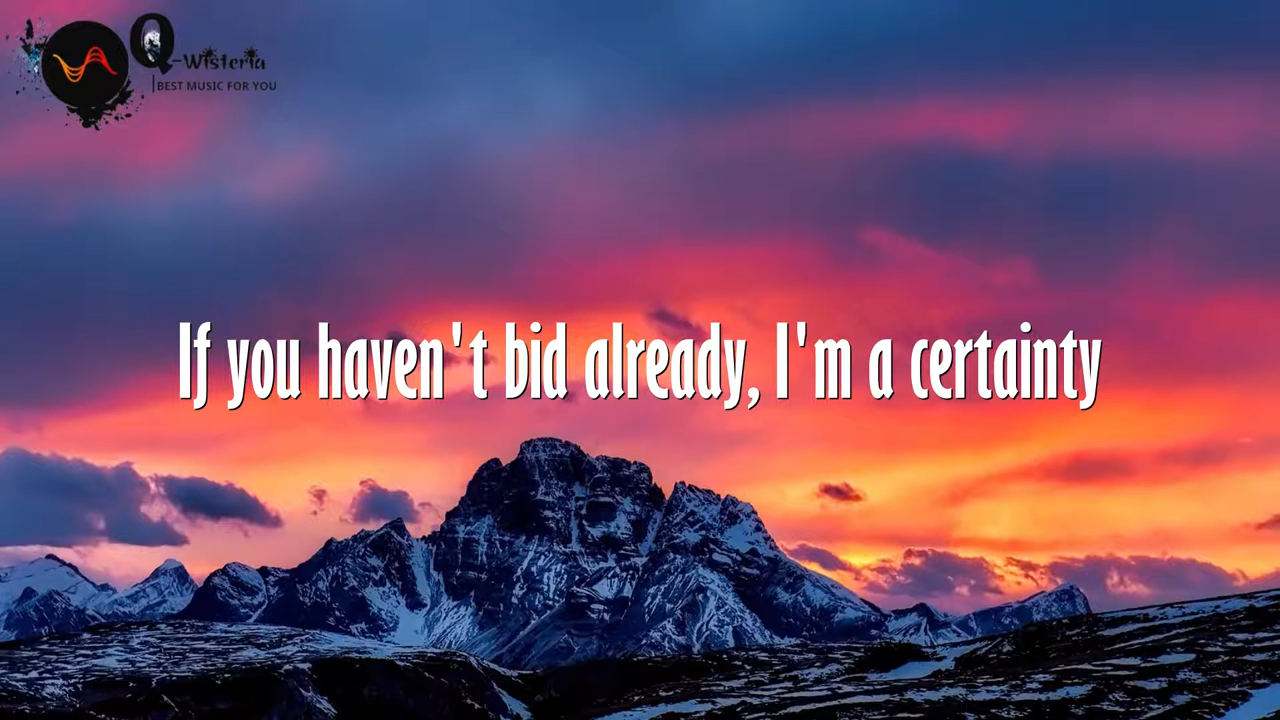 Q-Wisteria
BEST MUSIC FOR YOU
If you haven't bid already, I'm a certainty